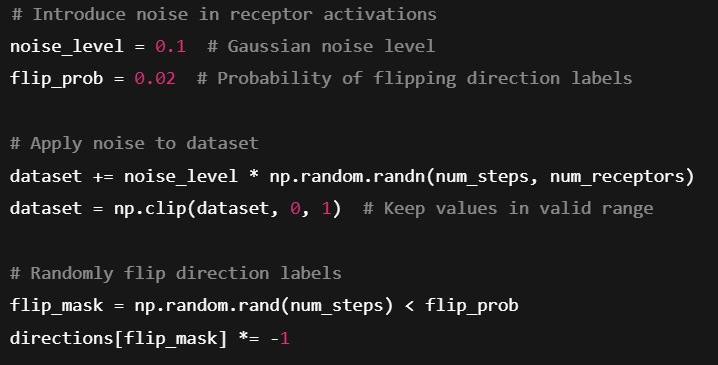 # Introduce noise in receptor activations
noise_level = 0.1  # Gaussian noise level
flip_prob = 0.02  # Probability of flipping direction labels
# Apply noise to dataset
dataset += noise_level * np.random.randn(num_steps, num_receptors)
dataset = np.clip(dataset, 0, 1)  # Keep values in valid range
# Randomly flip direction labels
flip_mask = np.random.rand(num_steps) < flip_prob
directions[flip_mask] *= -1